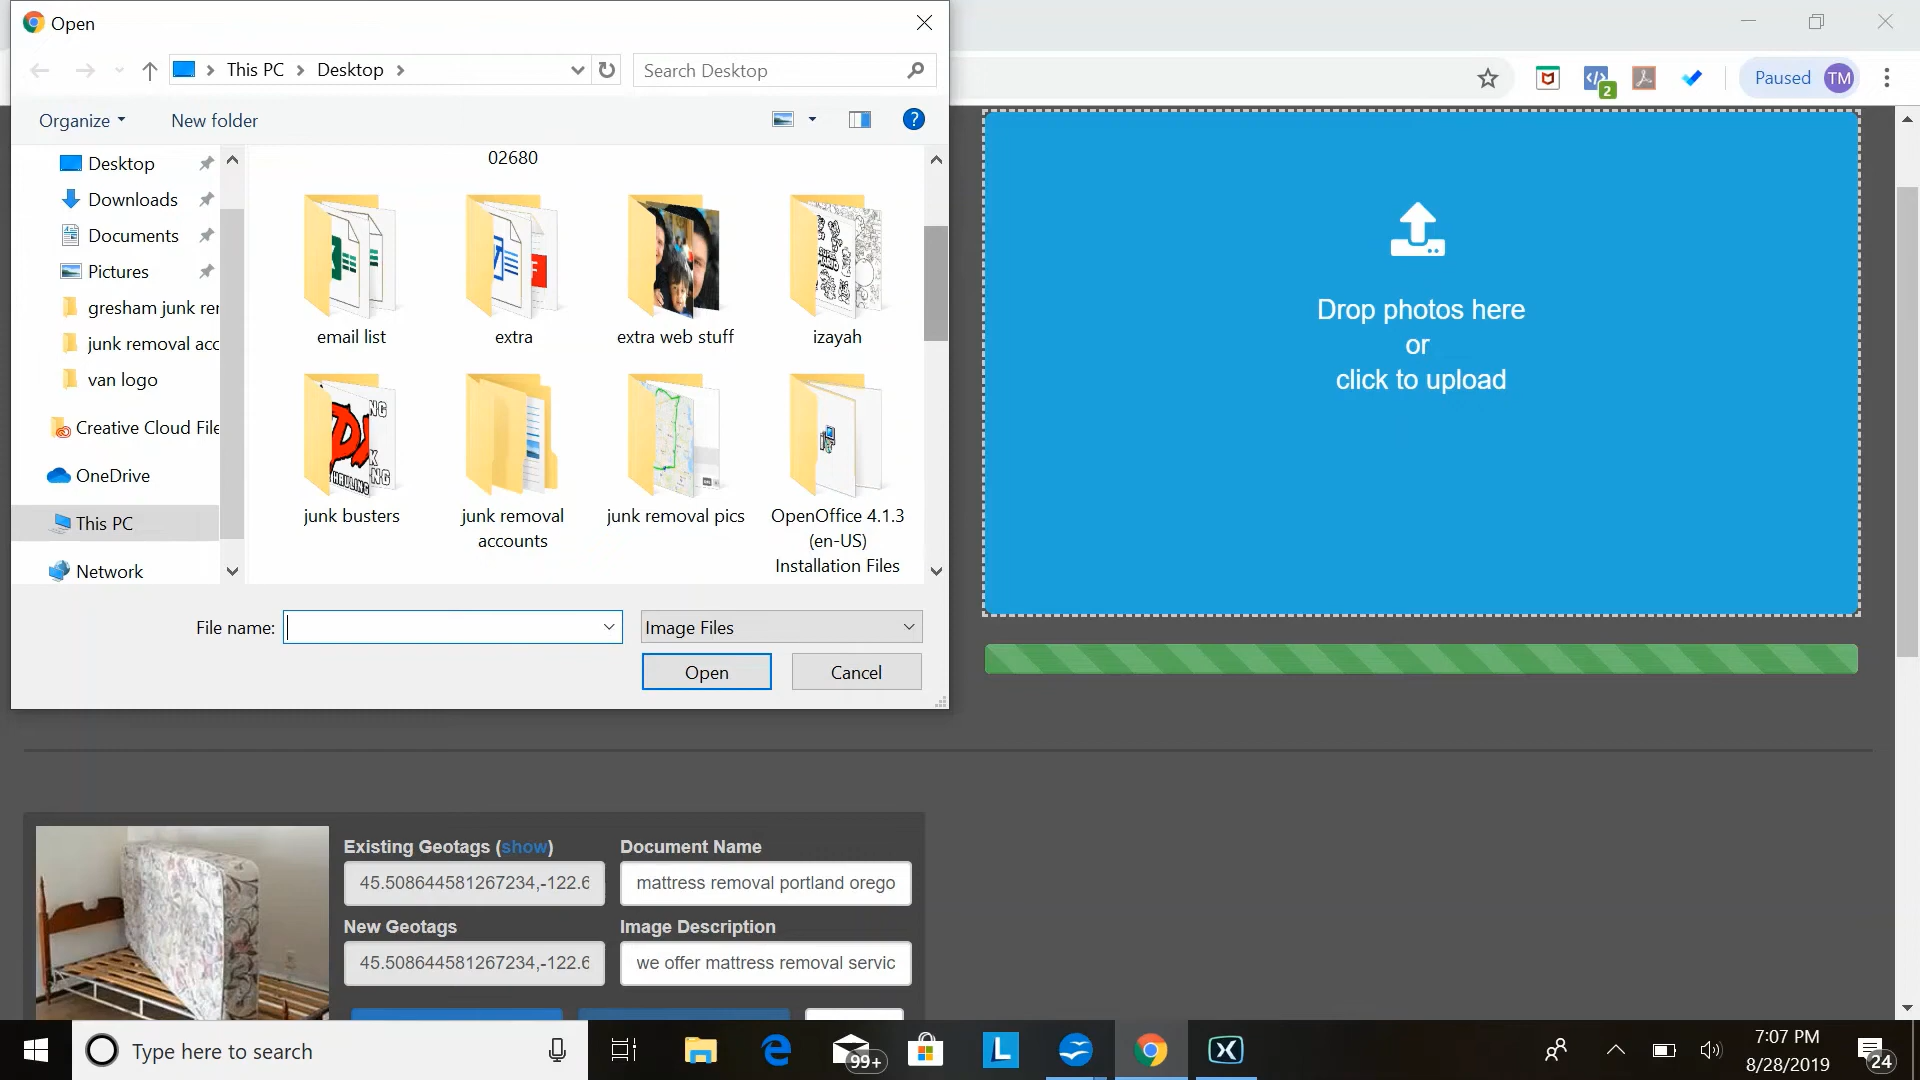 Open
This PC
Desktop
Search Desktop
Paused
TM
2
Organize
New folder
?
02680
Desktop
Downloads
Documents
Pictures
gresham junk rer
junk removal acc
van logo
Creative Cloud File
OneDrive
This PC
Network
email list
extra
extra web stuff
izayah
junk busters
junk removal
accounts
junk removal pics
OpenOffice 4.1.3
(en-US)
Installation Files
File name:
Image Files
Open
Cancel
Drop photos here
or
click to upload
Existing Geotags (show)
Document Name
45.508644581267234,-122.6
mattress removal portland orego
New Geotags
Image Description
45.508644581267234,-122.6
we offer mattress removal servic
Type here to search
99+
L
7:07 PM
8/28/2019
24